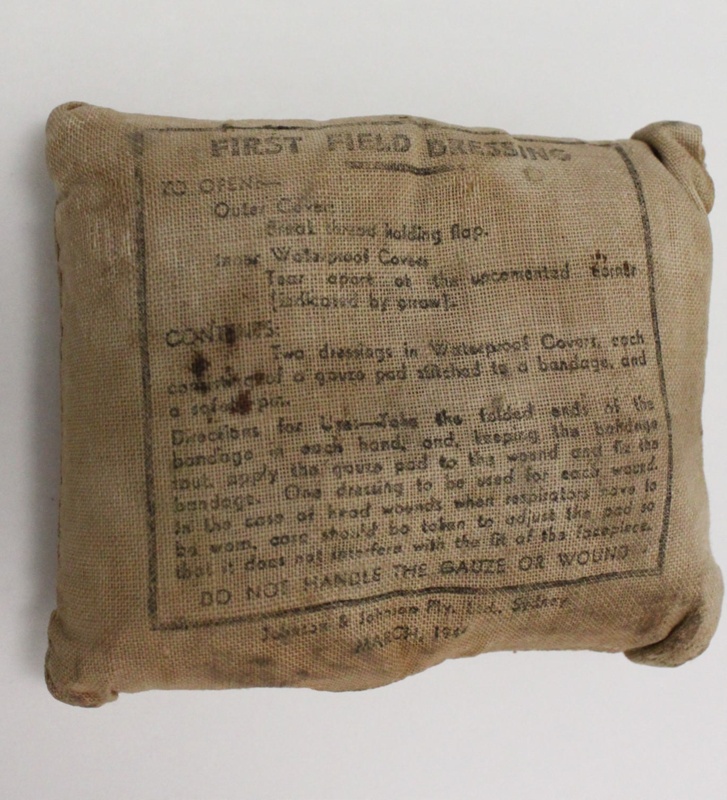 FIRST FIELD DRESSING
TO OPEN:—
Outer Cover:
Break thread holding flap.
Inner Waterproof Covers
Tear apart at the uncemented corner
(indicated by arrow).
CONTENTS:
Two dressings in Waterproof Covers, each
consisting of a gauze pad stitched to a bandage, and
a safety pin.
Directions for Use:—Take the folded ends of the
bandage in each hand, and, keeping the bandage
taut, apply the gauze pad to the wound and fix the
bandage. One dressing to be used for each wound.
In the case of head wounds when respirators have to
be worn, care should be taken to adjust the pad so
that it does not interfere with the fit of the facepiece.
DO NOT HANDLE THE GAUZE OR WOUND
Johnson & Johnson Pty. Ltd., Sydney
MARCH,